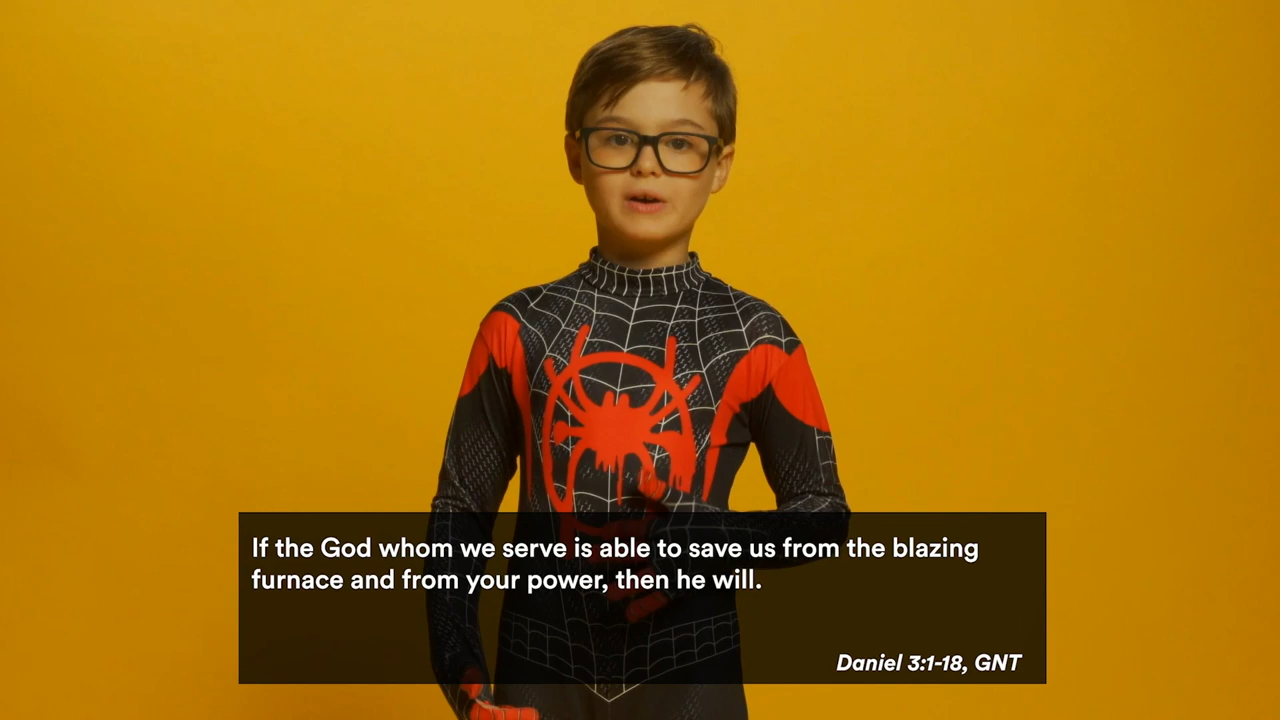 If the God whom we serve is able to save us from the blazing
furnace and from your power, then he will.
Daniel 3:1-18, GNT